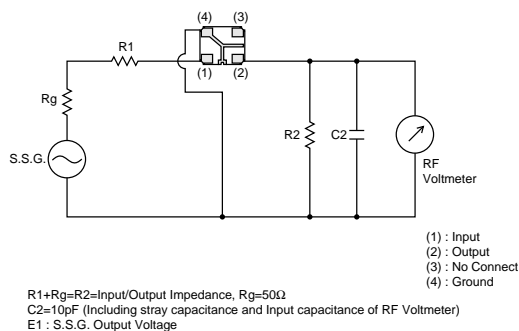 (4) (3)
R1
(1) (2)
Rg
S.S.G.
R2
C2
RF
Voltmeter
(1) : Input
(2) : Output
(3) : No Connect
(4) : Ground
R1+Rg=R2=Input/Output Impedance, Rg=50Ω
C2=10pF (Including stray capacitance and Input capacitance of RF Voltmeter)
E1 : S.S.G. Output Voltage